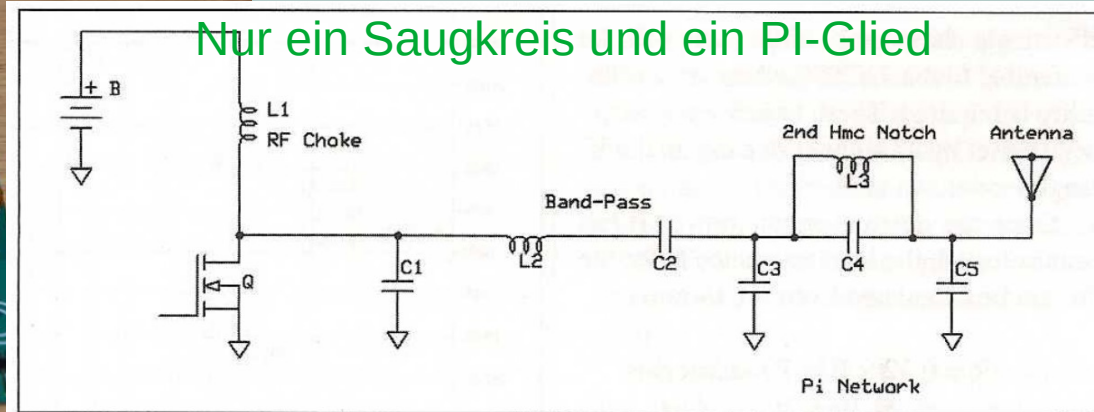 Nur ein Saugkreis und ein PI-Glied
+ B
L1
RF Choke
2nd Hmc Notch
Antenna
L3
Band-Pass
L2
C2
C4
Q
C1
C3
C5
Pi Network